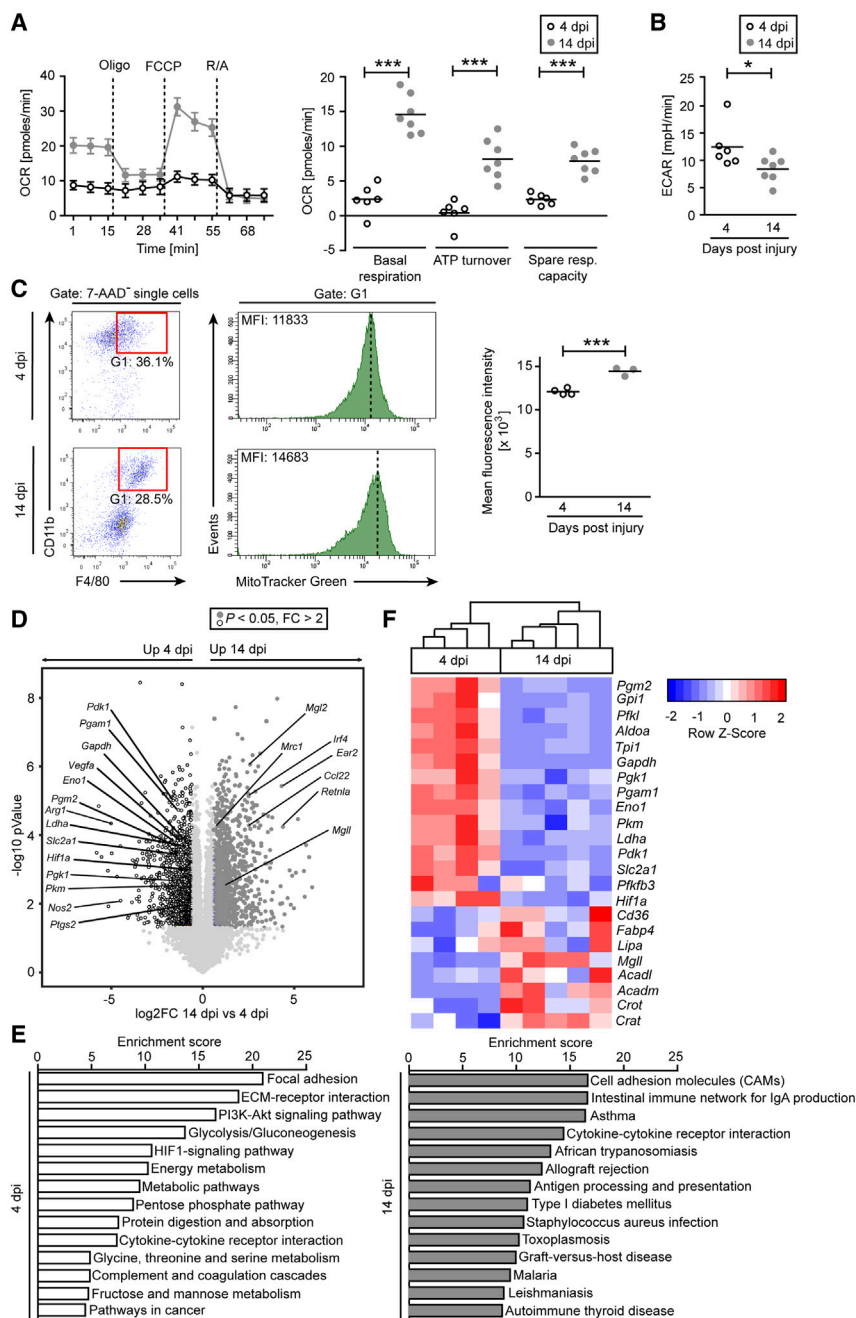 A
4 dpi
14 dpi
B
4 dpi
14 dpi
Oligo FCCP R/A
OCR [pmoles/min]
40
30
20
10
0
1 15 28 41 55 68
Time [min]
OCR [pmoles/min]
20
15
10
5
0
5
*** *** ***
Basal respiration
ATP turnover
Spare resp. capacity
ECAR [mpH/min]
25
20
15
10
5
0
*
4 14
Days post injury
C
Gate: 7-AAD⁻ single cells
Gate: G1
4 dpi
G1: 36.1%
MFI: 11833
14 dpi
G1: 28.5%
MFI: 14683
CD11b
F4/80
Events
MitoTracker Green
Mean fluorescence intensity [x 10³]
15
10
5
0
***
4 14
Days post injury
D
P < 0.05, FC > 2
Up 4 dpi Up 14 dpi
-log10 pValue
8
6
4
2
0
Pdk1
Pgam1
Gapdh
Vegfa
Eno1
Pgm2
Arg1
Ldha
Slc2a1
Hif1a
Pgk1
Pkm
Nos2
Ptgs2
Mgl2
Mrc1
Irf4
Ear2
Ccl22
Retnla
Mgll
-5 0 5
log2FC 14 dpi vs 4 dpi
F
4 dpi 14 dpi
-2 -1 0 1 2
Row Z-Score
Pgm2
Gpi1
Pfkl
Aldoa
Tpi1
Gapdh
Pgk1
Pgam1
Eno1
Pkm
Ldha
Pdk1
Slc2a1
Pfkfb3
Hif1a
Cd36
Fabp4
Lipa
Mgll
Acadl
Acadm
Crot
Crat
E
Enrichment score
0 5 10 15 20 25
4 dpi
Focal adhesion
ECM-receptor interaction
PI3K-Akt signaling pathway
Glycolysis/Gluconeogenesis
HIF1-signaling pathway
Energy metabolism
Metabolic pathways
Pentose phosphate pathway
Protein digestion and absorption
Cytokine-cytokine receptor interaction
Glycine, threonine and serine metabolism
Complement and coagulation cascades
Fructose and mannose metabolism
Pathways in cancer
Enrichment score
0 5 10 15 20 25
14 dpi
Cell adhesion molecules (CAMs)
Intestinal immune network for IgA production
Asthma
Cytokine-cytokine receptor interaction
African trypanosomiasis
Allograft rejection
Antigen processing and presentation
Type I diabetes mellitus
Staphylococcus aureus infection
Toxoplasmosis
Graft-versus-host disease
Malaria
Leishmaniasis
Autoimmune thyroid disease